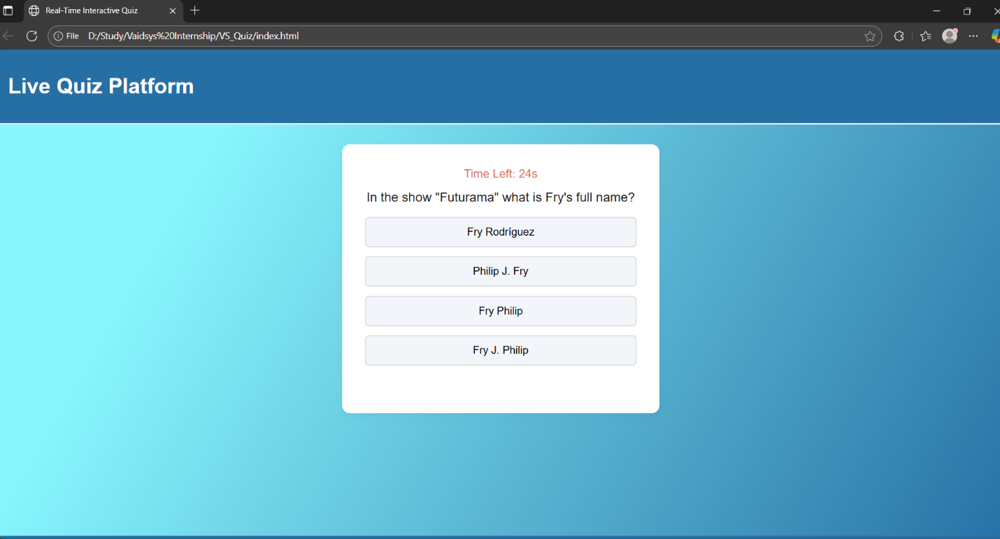 Real-Time Interactive Quiz
File D:/Study/Vaidsys%20Internship/VS_Quiz/index.html
Live Quiz Platform
Time Left: 24s
In the show "Futurama" what is Fry's full name?
Fry Rodríguez
Philip J. Fry
Fry Philip
Fry J. Philip